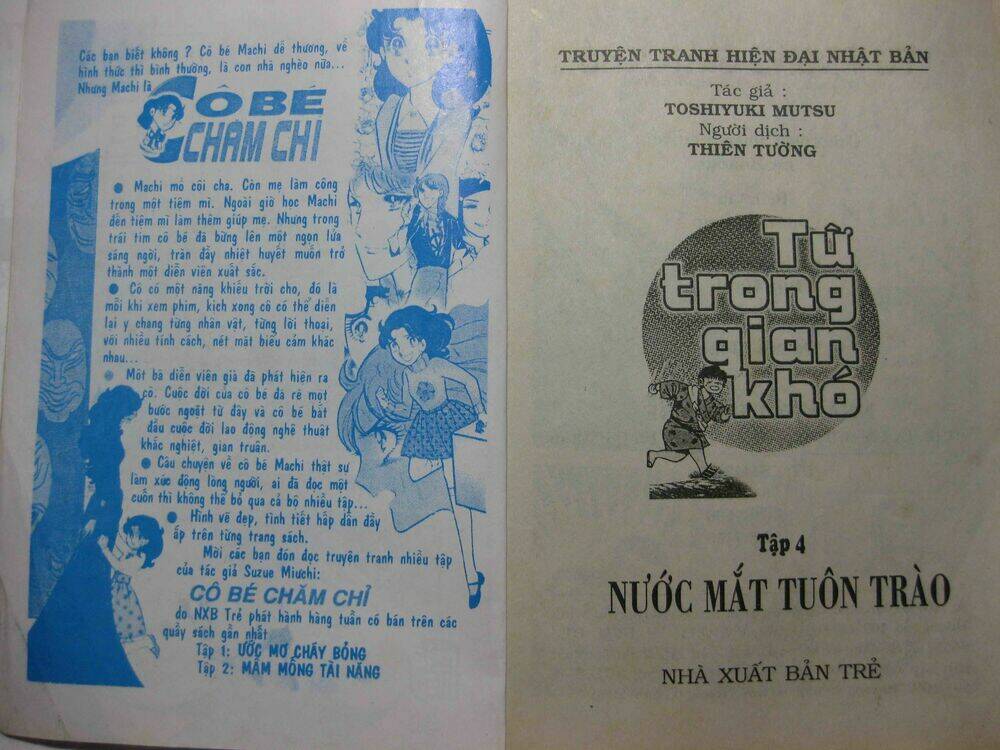 Các bạn biết không ? Cô bé Machi dễ thương, về
hình thức thì bình thường, là con nhà nghèo nữa...
Nhưng Machi là
CÔ BÉ
CHĂM CHỈ
● Machi mồ côi cha. Còn mẹ làm công
trong một tiệm mì. Ngoài giờ học Machi
đến tiệm mì làm thêm giúp mẹ. Nhưng trong
trái tim cô bé đã bừng lên một ngọn lửa
sáng ngời, tràn đầy nhiệt huyết muốn trở
thành một diễn viên xuất sắc.
● Cô có một năng khiếu trời cho, đó là
mỗi khi xem phim, kịch xong cô có thể diễn
lại y chang từng nhân vật, từng lời thoại,
với nhiều tính cách, nét mặt biểu cảm khác
nhau...
● Một bà diễn viên già đã phát hiện ra
cô. Cuộc đời của cô bé đã rẽ một
bước ngoặt từ đây và cô bé bắt
đầu cuộc đời lao động nghệ thuật
khắc nghiệt, gian truân.
● Câu chuyện về cô bé Machi thật sự
làm xúc động lòng người, ai đã đọc một
cuốn thì không thể bỏ qua cả bộ nhiều tập...
● Hình vẽ đẹp, tình tiết hấp dẫn đầy
ắp trên từng trang sách.
Mời các bạn đón đọc truyện tranh nhiều tập
của tác giả Suzue Miuchi:
CÔ BÉ CHĂM CHỈ
do NXB Trẻ phát hành hàng tuần có bán trên các
quầy sách gần nhất
Tập 1: ƯỚC MƠ CHÁY BỎNG
Tập 2: MẦM MỐNG TÀI NĂNG
TRUYỆN TRANH HIỆN ĐẠI NHẬT BẢN
Tác giả :
TOSHIYUKI MUTSU
Người dịch :
THIÊN TƯỜNG
Từ
trong
gian
khó
Tập 4
NƯỚC MẮT TUÔN TRÀO
NHÀ XUẤT BẢN TRẺ